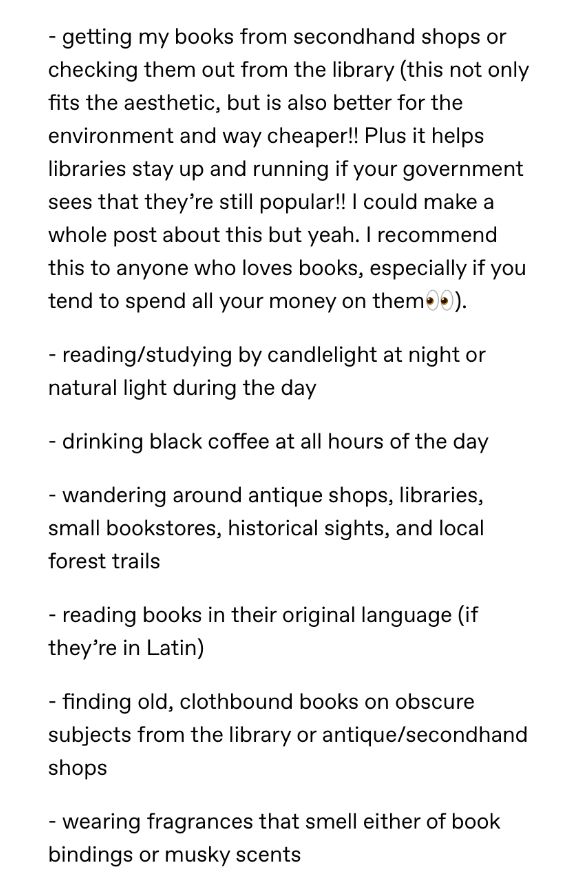 - getting my books from secondhand shops or
checking them out from the library (this not only
fits the aesthetic, but is also better for the
environment and way cheaper!! Plus it helps
libraries stay up and running if your government
sees that they’re still popular!! I could make a
whole post about this but yeah. I recommend
this to anyone who loves books, especially if you
tend to spend all your money on them👀).
- reading/studying by candlelight at night or
natural light during the day
- drinking black coffee at all hours of the day
- wandering around antique shops, libraries,
small bookstores, historical sights, and local
forest trails
- reading books in their original language (if
they’re in Latin)
- finding old, clothbound books on obscure
subjects from the library or antique/secondhand
shops
- wearing fragrances that smell either of book
bindings or musky scents